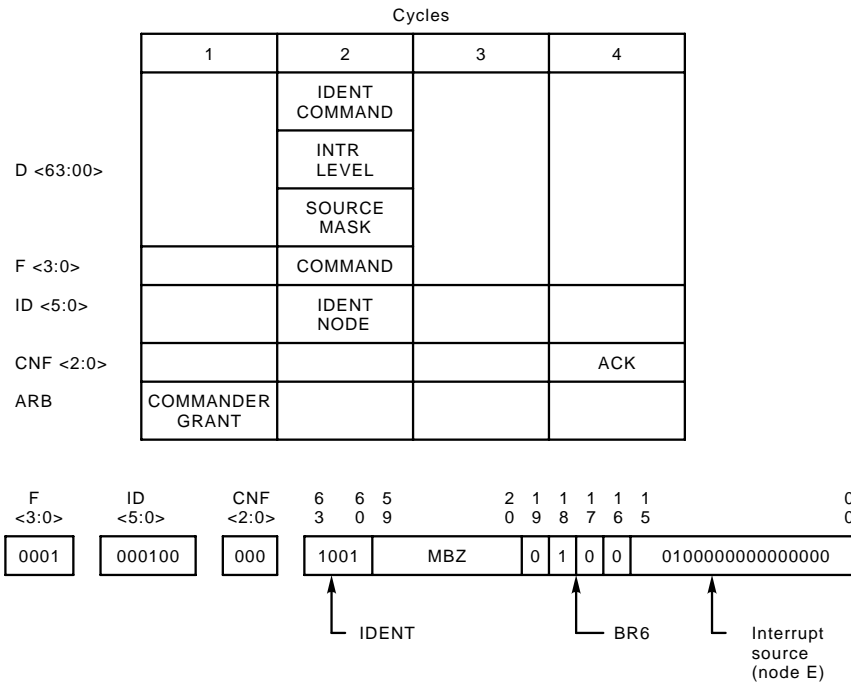 Cycles
1 2 3 4
IDENT
COMMAND
D <63:00>
INTR
LEVEL
SOURCE
MASK
F <3:0> COMMAND
ID <5:0> IDENT
NODE
CNF <2:0> ACK
ARB COMMANDER
GRANT
F ID CNF 6 6 5 2 1 1 1 1 1 0
<3:0> <5:0> <2:0> 3 0 9 0 9 8 7 6 5 0
0001 000100 000 1001 MBZ 0 1 0 0 0100000000000000
IDENT BR6 Interrupt
source
(node E)